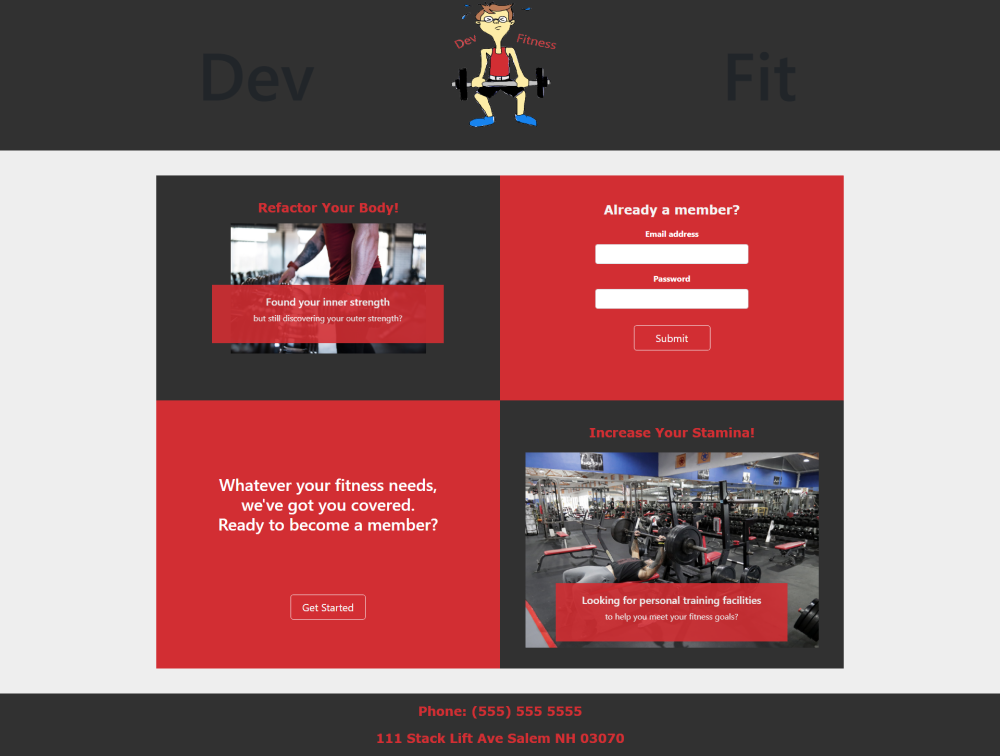 Dev
Dev Fitness
Fit
Refactor Your Body!
Found your inner strength
but still discovering your outer strength?
Already a member?
Email address
Password
Submit
Whatever your fitness needs,
we've got you covered.
Ready to become a member?
Get Started
Increase Your Stamina!
Looking for personal training facilities
to help you meet your fitness goals?
Phone: (555) 555 5555
111 Stack Lift Ave Salem NH 03070